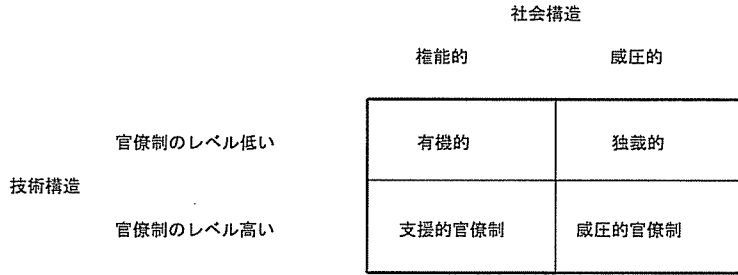 社会構造
権能的 威圧的
官僚制のレベル低い 有機的 独裁的
技術構造
官僚制のレベル高い 支援的官僚制 威圧的官僚制